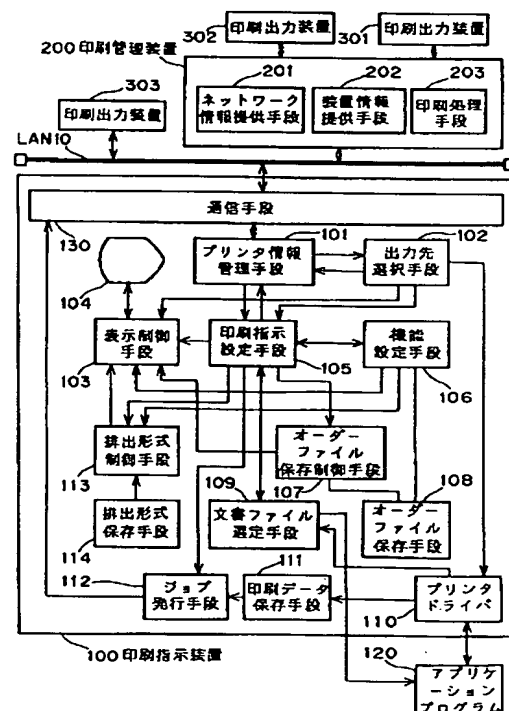 302 印刷出力装置
301 印刷出力装置
200 印刷管理装置
201
202
203
ネットワーク
情報提供手段
装置情報
提供手段
印刷処理
手段
303
印刷出力装置
LAN10
通信手段
130
101
102
プリンタ情報
管理手段
出力先
選択手段
104
表示制御
手段
103
印刷指示
設定手段
105
機能
設定手段
106
排出形式
制御手段
113
オーダー
ファイル
保存制御手段
107
108
オーダー
ファイル
保存手段
109
文書ファイル
選定手段
排出形式
保存手段
114
111
112
ジョブ
発行手段
印刷データ
保存手段
プリンタ
ドライバ
110
100 印刷指示装置
120
アプリケ
ーション
プログラム